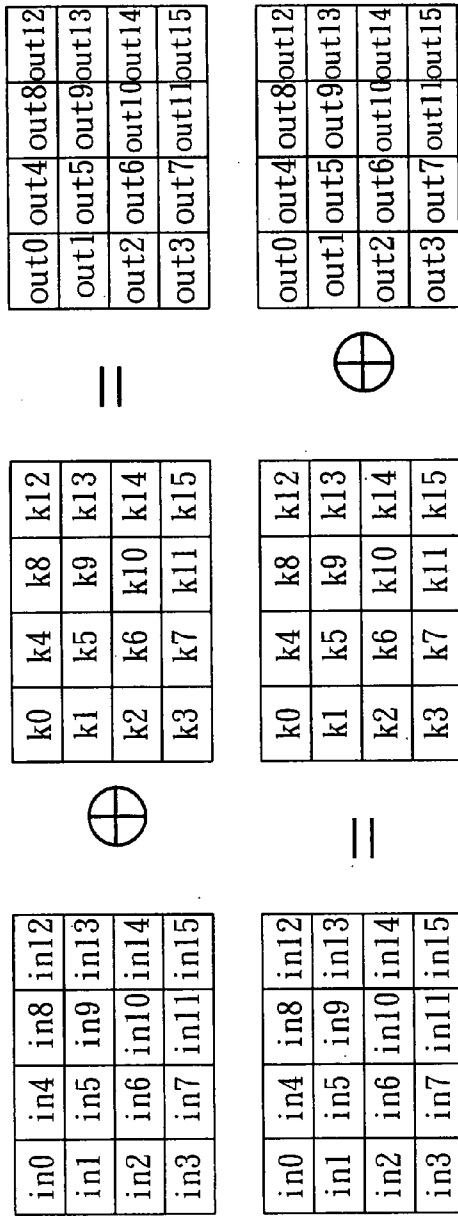 in0 in4 in8 in12 ⊕ k0 k4 k8 k12 = out0 out4 out8 out12
in1 in5 in9 in13 k1 k5 k9 k13 out1 out5 out9 out13
in2 in6 in10 in14 k2 k6 k10 k14 out2 out6 out10 out14
in3 in7 in11 in15 k3 k7 k11 k15 out3 out7 out11 out15
in0 in4 in8 in12 = k0 k4 k8 k12 ⊕ out0 out4 out8 out12
in1 in5 in9 in13 k1 k5 k9 k13 out1 out5 out9 out13
in2 in6 in10 in14 k2 k6 k10 k14 out2 out6 out10 out14
in3 in7 in11 in15 k3 k7 k11 k15 out3 out7 out11 out15